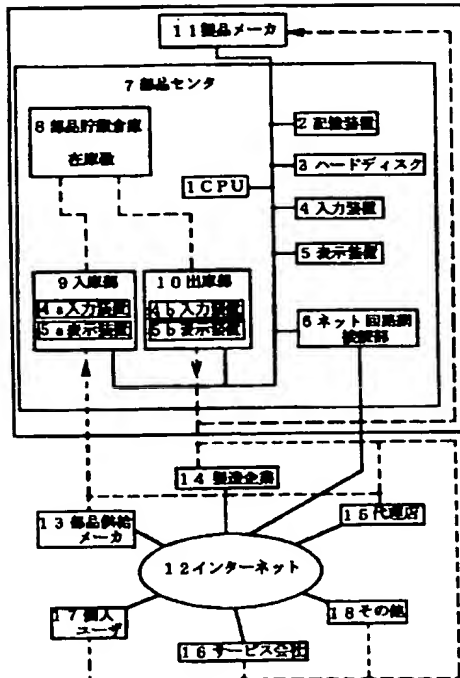 11製品メーカ
7部品センタ
8部品貯蔵倉庫
在庫数
2記憶装置
3ハードディスク
1CPU
4入力装置
5表示装置
9入庫部
4a入力装置
5a表示装置
10出庫部
4b入力装置
5b表示装置
6ネット回路網
接続部
14製造企業
13部品供給
メーカ
15代理店
12インターネット
17個人
ユーザ
18その他
16サービス会社